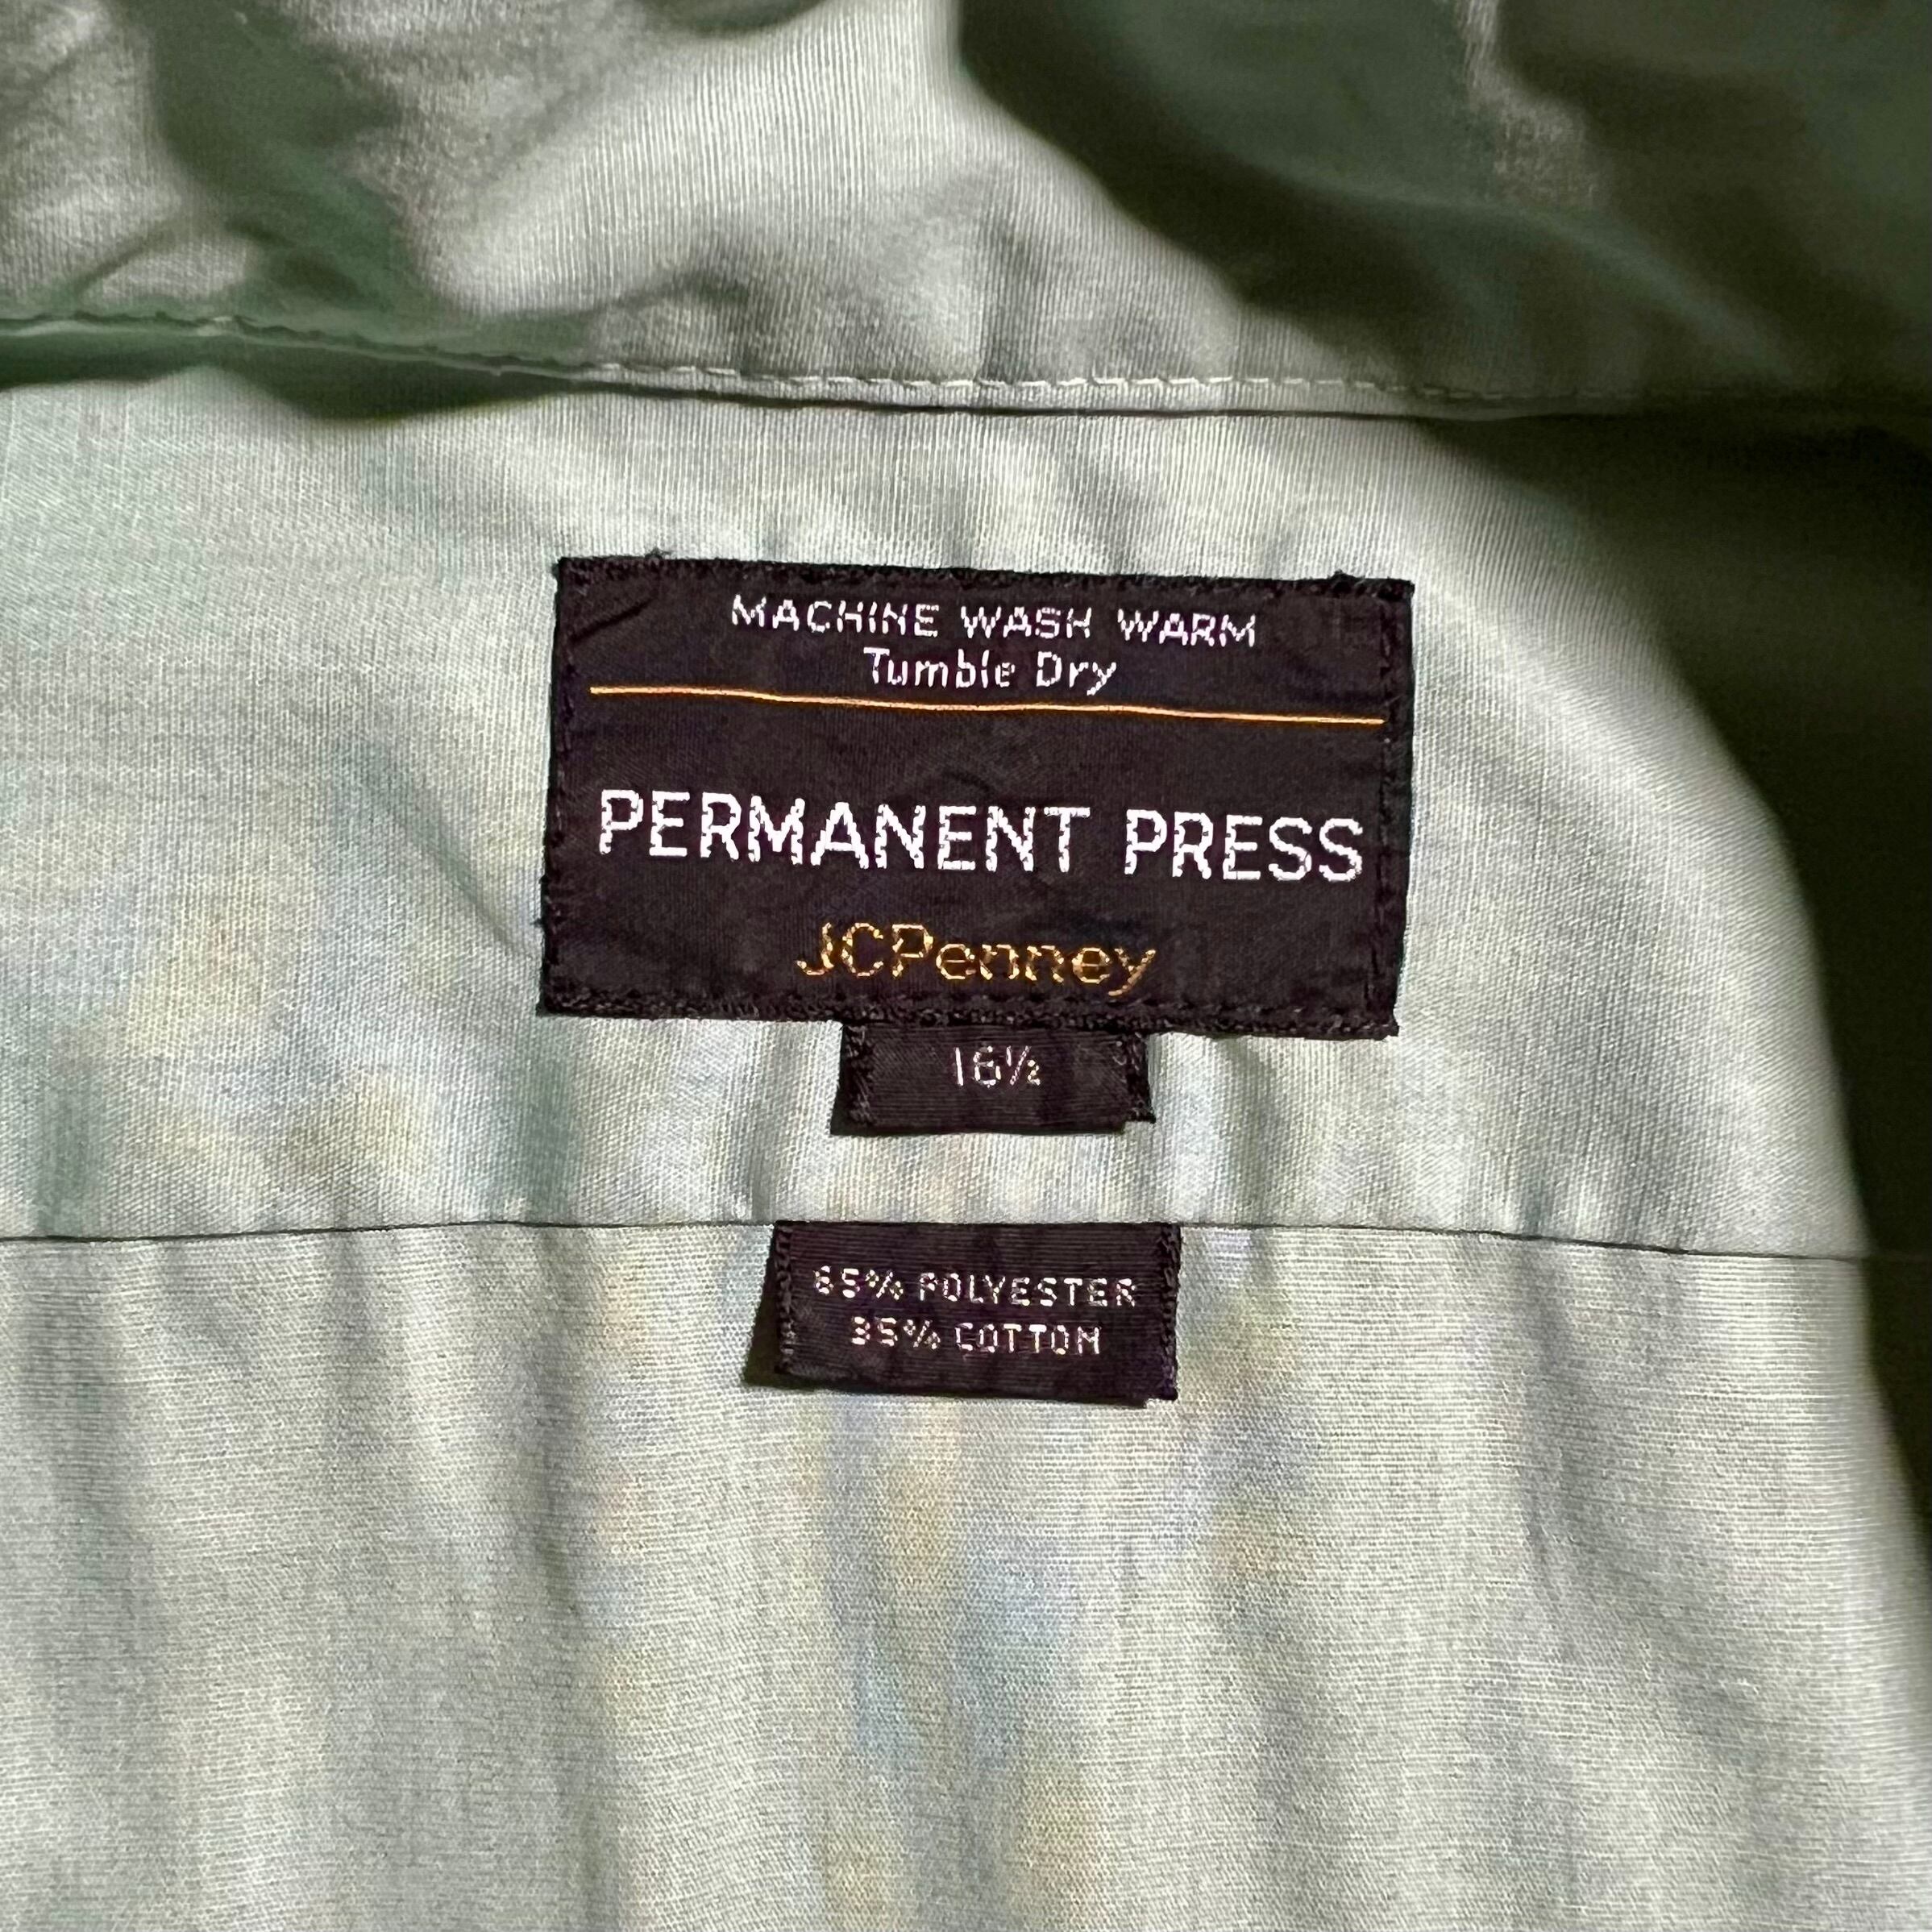 MACHINE WASH WARM
Tumble Dry
PERMANENT PRESS
JCPenney
16½
65% POLYESTER
35% COTTON